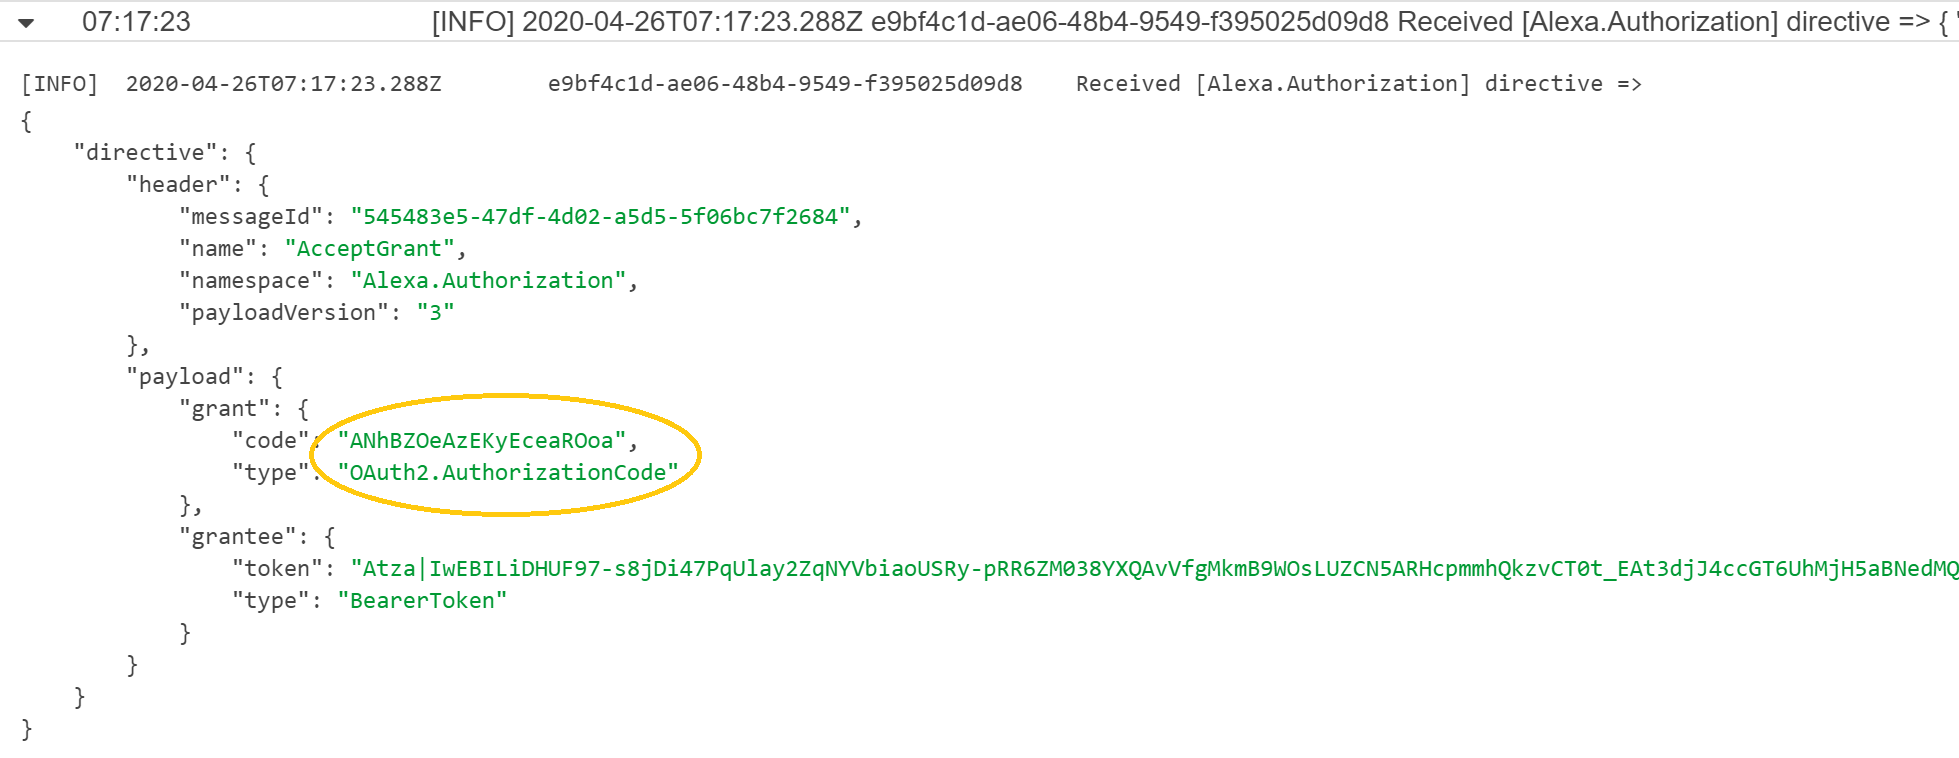 07:17:23 [INFO] 2020-04-26T07:17:23.288Z e9bf4c1d-ae06-48b4-9549-f395025d09d8 Received [Alexa.Authorization] directive => { "
[INFO] 2020-04-26T07:17:23.288Z e9bf4c1d-ae06-48b4-9549-f395025d09d8 Received [Alexa.Authorization] directive =>
{
"directive": {
"header": {
"messageId": "545483e5-47df-4d02-a5d5-5f06bc7f2684",
"name": "AcceptGrant",
"namespace": "Alexa.Authorization",
"payloadVersion": "3"
},
"payload": {
"grant": {
"code": "ANhBZOeAzEKyEceaROoa",
"type": "OAuth2.AuthorizationCode"
},
"grantee": {
"token": "Atza|IwEBILiDHUF97-s8jDi47PqUlay2ZqNYVbiaoUSRy-pRR6ZM038YXQAvVfgMkmB9WOsLUZCN5ARHcpmmhQkzvCT0t_EAt3djJ4ccGT6UhMjH5aBNedMQ
"type": "BearerToken"
}
}
}
}